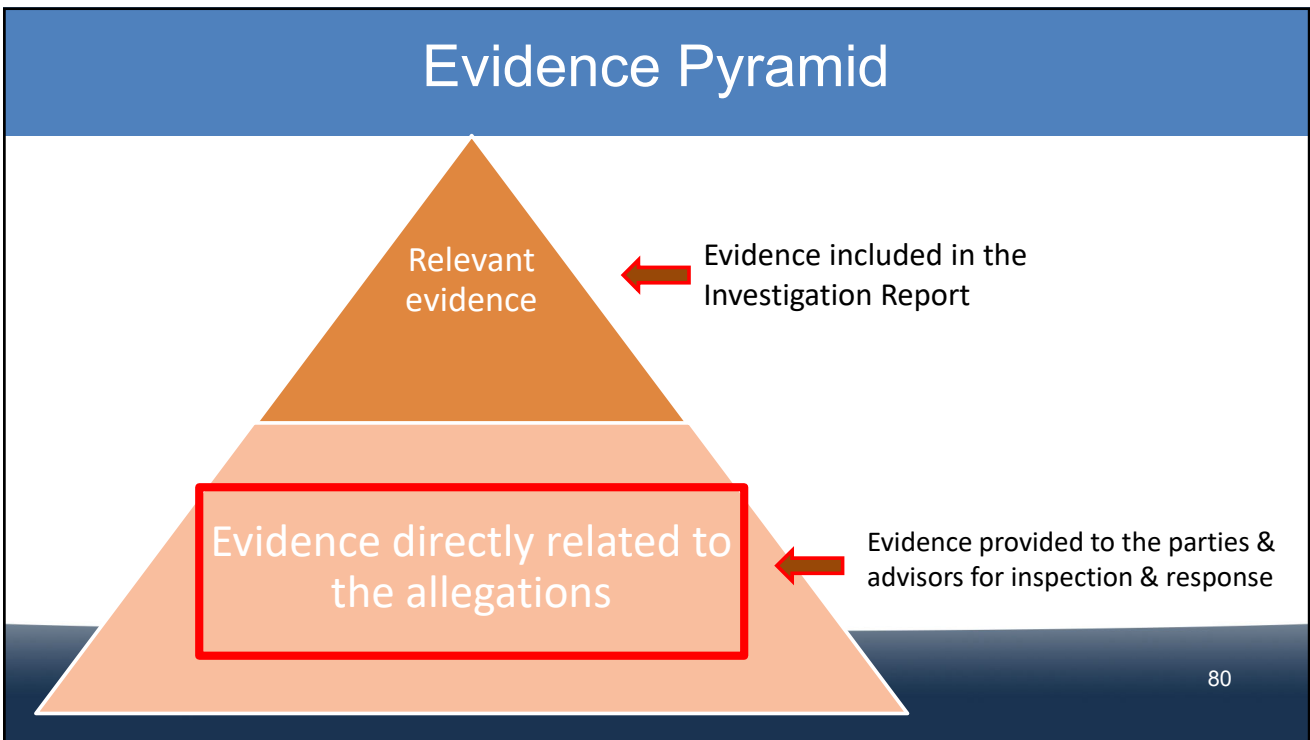 Evidence Pyramid
Relevant
evidence
Evidence included in the
Investigation Report
Evidence directly related to
the allegations
Evidence provided to the parties &
advisors for inspection & response
80